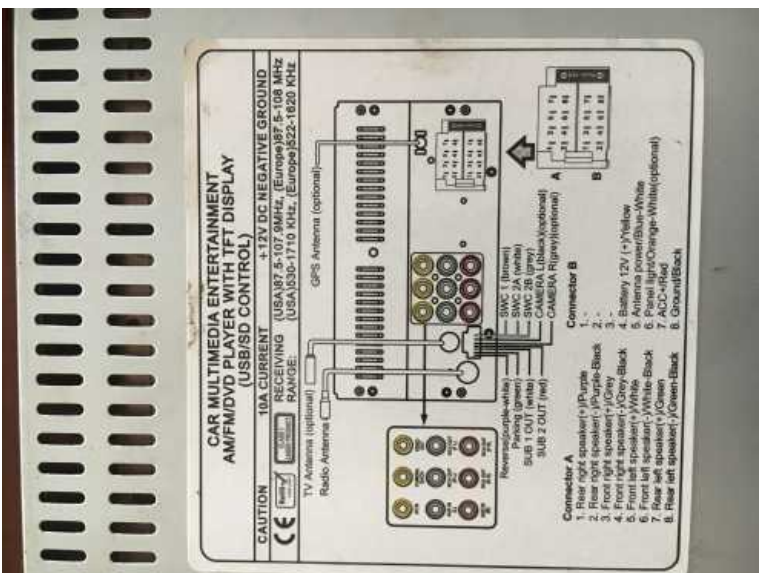 CAR MULTIMEDIA ENTERTAINMENT
AM/FM/DVD PLAYER WITH TFT DISPLAY
(USB/SD CONTROL)
CAUTION 10A CURRENT +12V DC NEGATIVE GROUND
RECEIVING RANGE:
(USA)87.5-107.9MHz, (Europe)87.5-108 MHz
(USA)530-1710 KHz, (Europe)522-1620 KHz
CE
TV Antenna (optional)
Radio Antenna
GPS Antenna (optional)
SWC 1 (brown)
SWC 2A (white)
SWC 2B (grey)
CAMERA L(black)(optional)
CAMERA R(grey)(optional)
Reverse(purple-white)
Parking (green)
SUB 1 OUT (white)
SUB 2 OUT (red)
A
B
Connector A
1. Rear right speaker(+)/Purple
2. Rear right speaker(-)/Purple-Black
3. Front right speaker(+)/Grey
4. Front right speaker(-)/Grey-Black
5. Front left speaker(+)/White
6. Front left speaker(-)/White-Black
7. Rear left speaker(+)/Green
8. Rear left speaker(-)/Green-Black
Connector B
1. -
2. -
3. -
4. Battery 12V (+)/Yellow
5. Antenna power/Blue-White
6. Panel light/Orange-White(optional)
7. ACC+/Red
8. Ground/Black